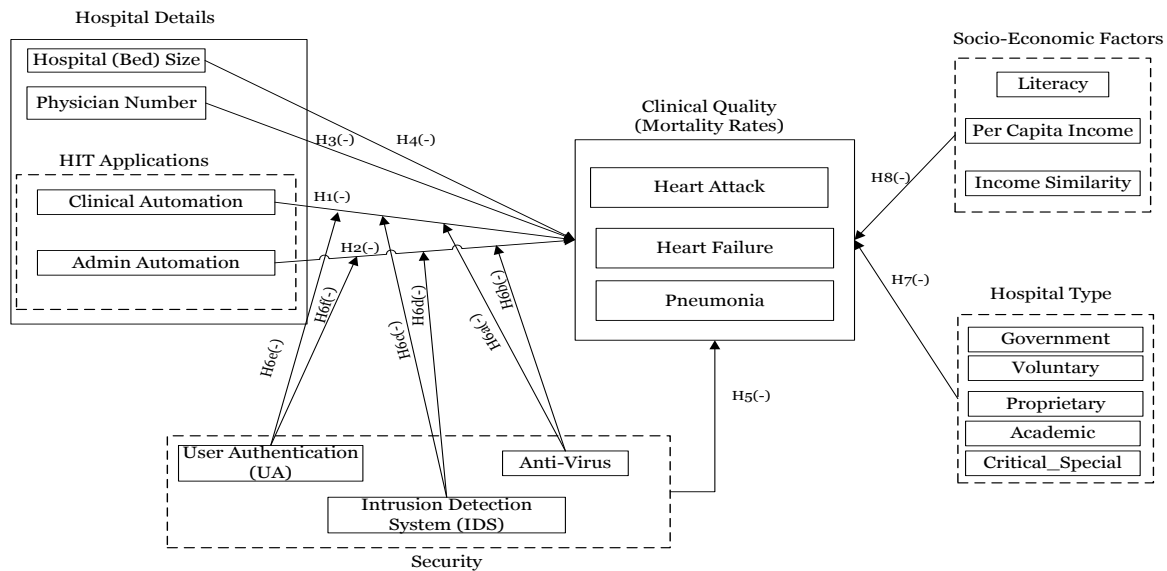 Hospital Details
Hospital (Bed) Size
Physician Number
HIT Applications
Clinical Automation
Admin Automation
H3(-)
H4(-)
H1(-)
H2(-)
H6e(-)
H6f(-)
H6c(-)
H6d(-)
H6a(-)
H6b(-)
Clinical Quality
(Mortality Rates)
Heart Attack
Heart Failure
Pneumonia
Socio-Economic Factors
Literacy
Per Capita Income
Income Similarity
H8(-)
H7(-)
Hospital Type
Government
Voluntary
Proprietary
Academic
Critical_Special
H5(-)
User Authentication
(UA)
Anti-Virus
Intrusion Detection
System (IDS)
Security